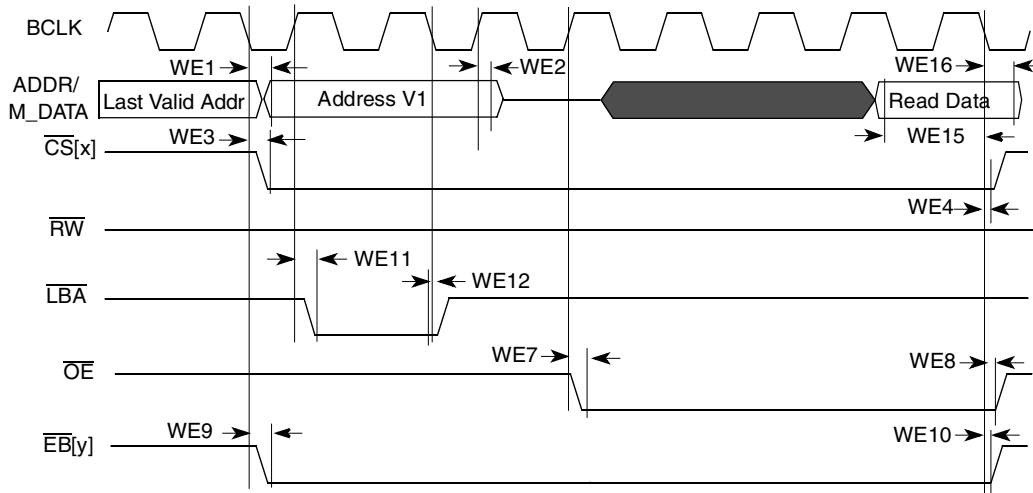 BCLK
WE1
WE2
WE16
ADDR/
M_DATA
Last Valid Addr
Address V1
Read Data
WE3
WE15
CS[x]
WE4
RW
WE11
LBA
WE12
WE7
WE8
OE
WE9
WE10
EB[y]